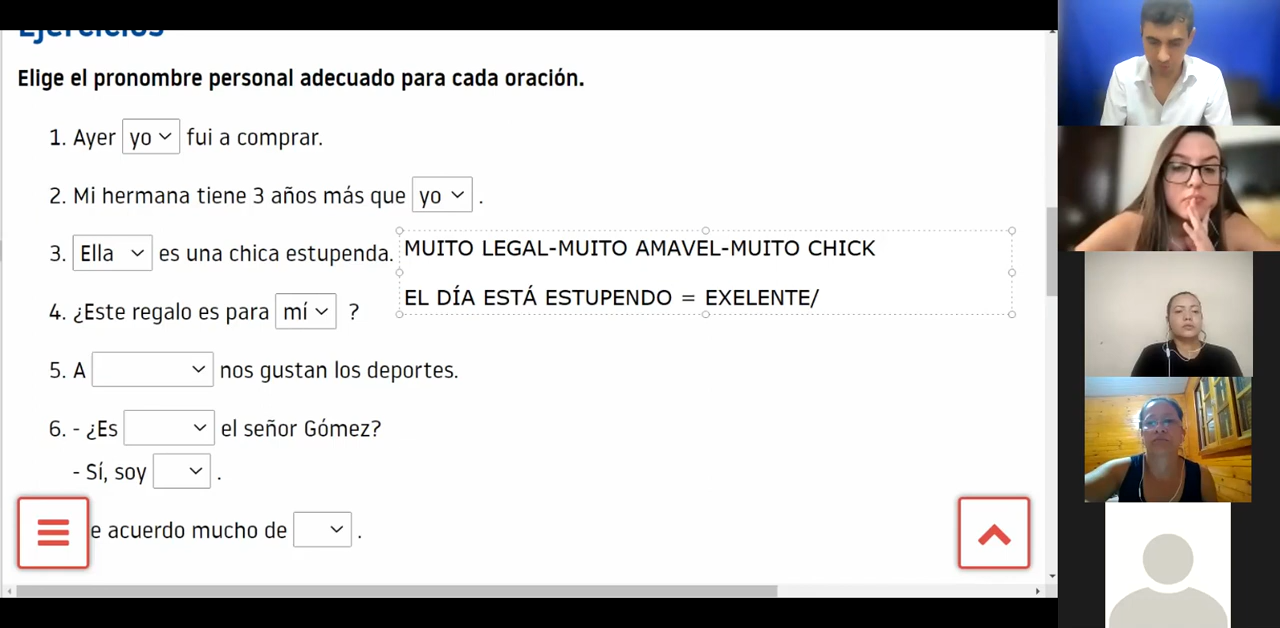 Ejercicios
Elige el pronombre personal adecuado para cada oración.
1. Ayer yo fui a comprar.
2. Mi hermana tiene 3 años más que yo .
3. Ella es una chica estupenda.
MUITO LEGAL-MUITO AMAVEL-MUITO CHICK
EL DÍA ESTÁ ESTUPENDO = EXELENTE/
4. ¿Este regalo es para mí ?
5. A nos gustan los deportes.
6. - ¿Es el señor Gómez?
- Sí, soy .
e acuerdo mucho de .